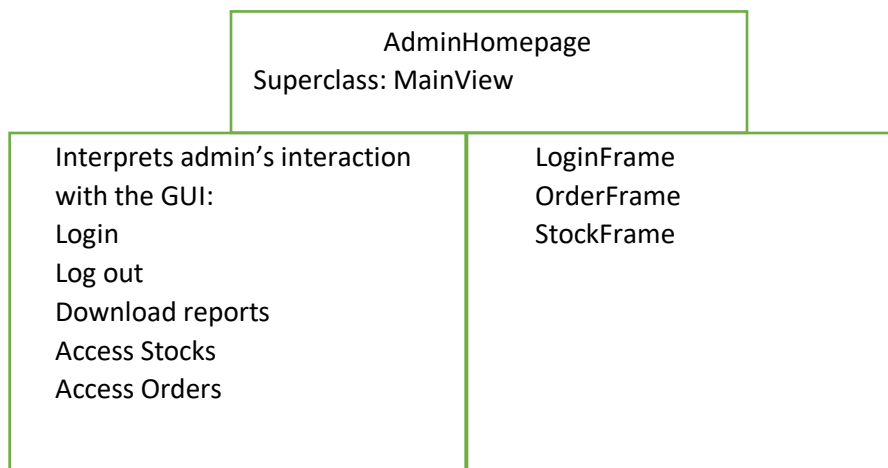 AdminHomepage
Superclass: MainView
Interprets admin's interaction
with the GUI:
Login
Log out
Download reports
Access Stocks
Access Orders
LoginFrame
OrderFrame
StockFrame